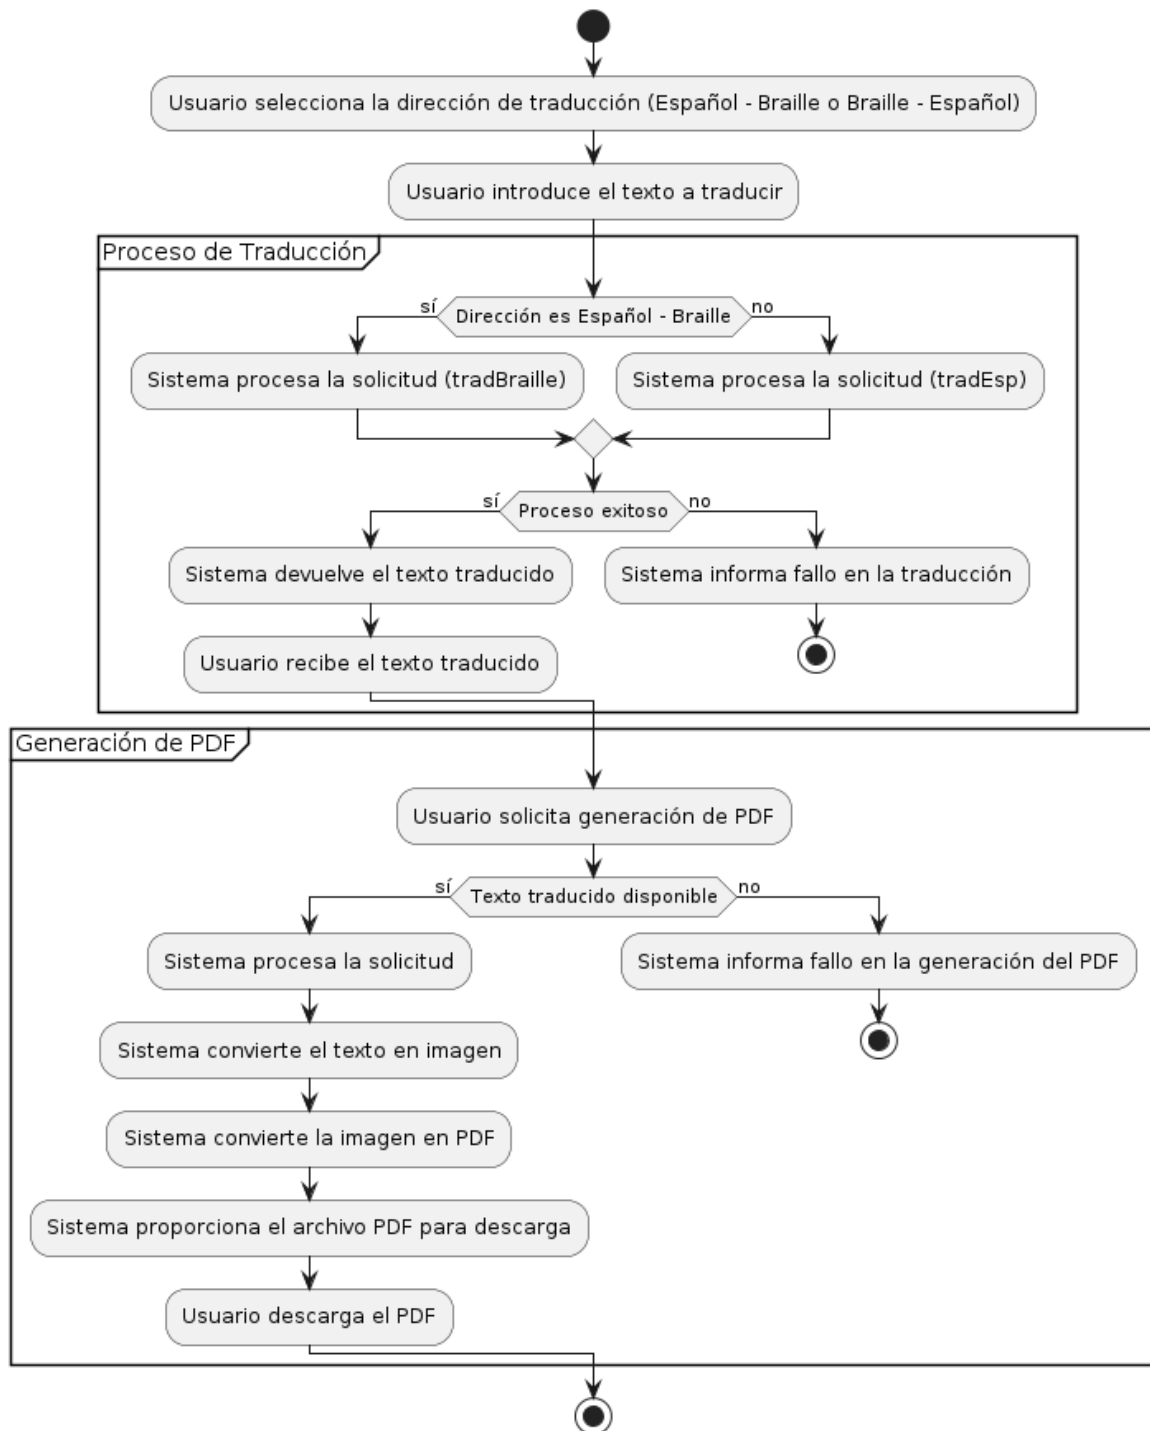 Usuario selecciona la dirección de traducción (Español - Braille o Braille - Español)
Usuario introduce el texto a traducir
Proceso de Traducción
sí
Dirección es Español - Braille
no
Sistema procesa la solicitud (tradBraille)
Sistema procesa la solicitud (tradEsp)
sí
Proceso exitoso
no
Sistema devuelve el texto traducido
Sistema informa fallo en la traducción
Usuario recibe el texto traducido
Generación de PDF
Usuario solicita generación de PDF
sí
Texto traducido disponible
no
Sistema procesa la solicitud
Sistema informa fallo en la generación del PDF
Sistema convierte el texto en imagen
Sistema convierte la imagen en PDF
Sistema proporciona el archivo PDF para descarga
Usuario descarga el PDF